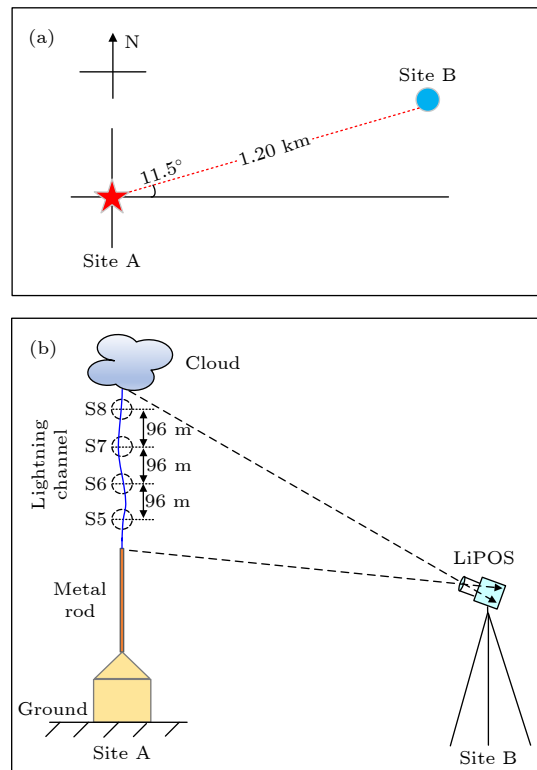 (a)
N
Site B
11.5°
1.20 km
Site A
(b)
Cloud
S8
96 m
S7
Lightning
channel
96 m
S6
96 m
S5
LiPOS
Metal
rod
Ground
Site A
Site B